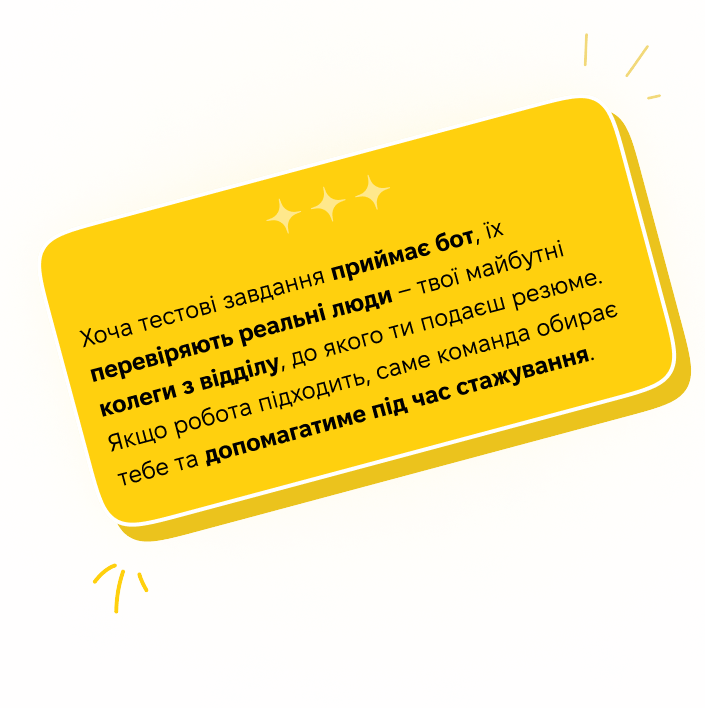 Хоча тестові завдання приймає бот, їх
перевіряють реальні люди – твої майбутні
колеги з відділу, до якого ти подаєш резюме.
Якщо робота підходить, саме команда обирає
тебе та допомагатиме під час стажування.